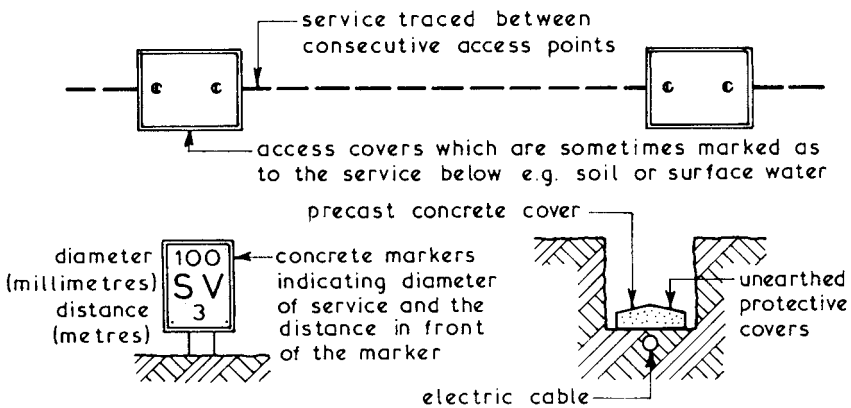 service traced between
consecutive access points
access covers which are sometimes marked as
to the service below e.g. soil or surface water
precast concrete cover
diameter
(millimetres)
distance
(metres)
100
S V
3
concrete markers
indicating diameter
of service and the
distance in front
of the marker
unearthed
protective
covers
electric cable